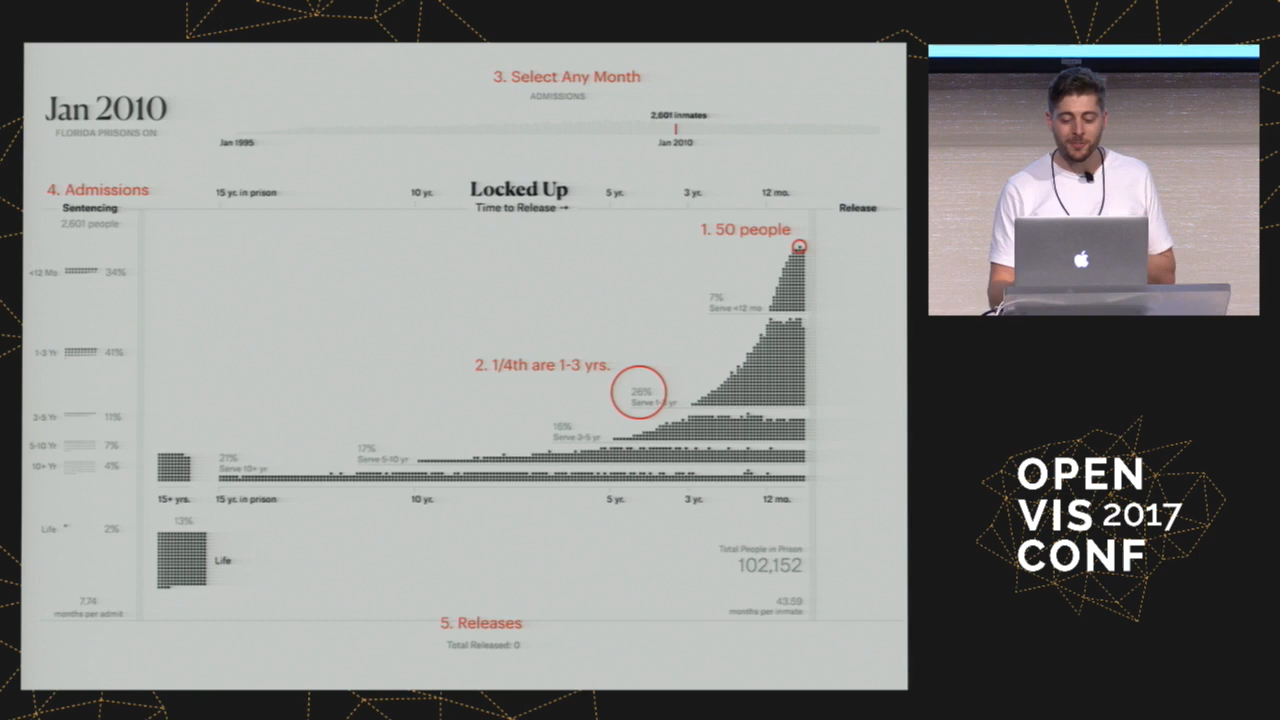 3. Select Any Month
ADMISSIONS
Jan 2010
FLORIDA PRISONS ON
2,601 inmates
Jan 1995
Jan 2010
4. Admissions
15 yr. in prison
10 yr.
Locked Up
5 yr.
3 yr.
12 mo.
Sentencing
Time to Release →
Release
2,601 people
1. 50 people
<12 Mo
34%
7%
Serve <12 mo
1-3 Yr
41%
2. 1/4th are 1-3 yrs.
26%
Serve 1-3 yr
2-5 Yr
11%
16%
Serve 3-5 yr
5-10 Yr
7%
17%
Serve 5-10 yr
10+ Yr
4%
21%
Serve 10+ yr
15+ yrs.
15 yr. in prison
10 yr.
5 yr.
3 yr.
12 mo.
Life
2%
13%
Life
Total People in Prison
102,152
7.74
months per admit
43.59
months per inmate
5. Releases
Total Released: 0
OPEN
VIS 2017
CONF